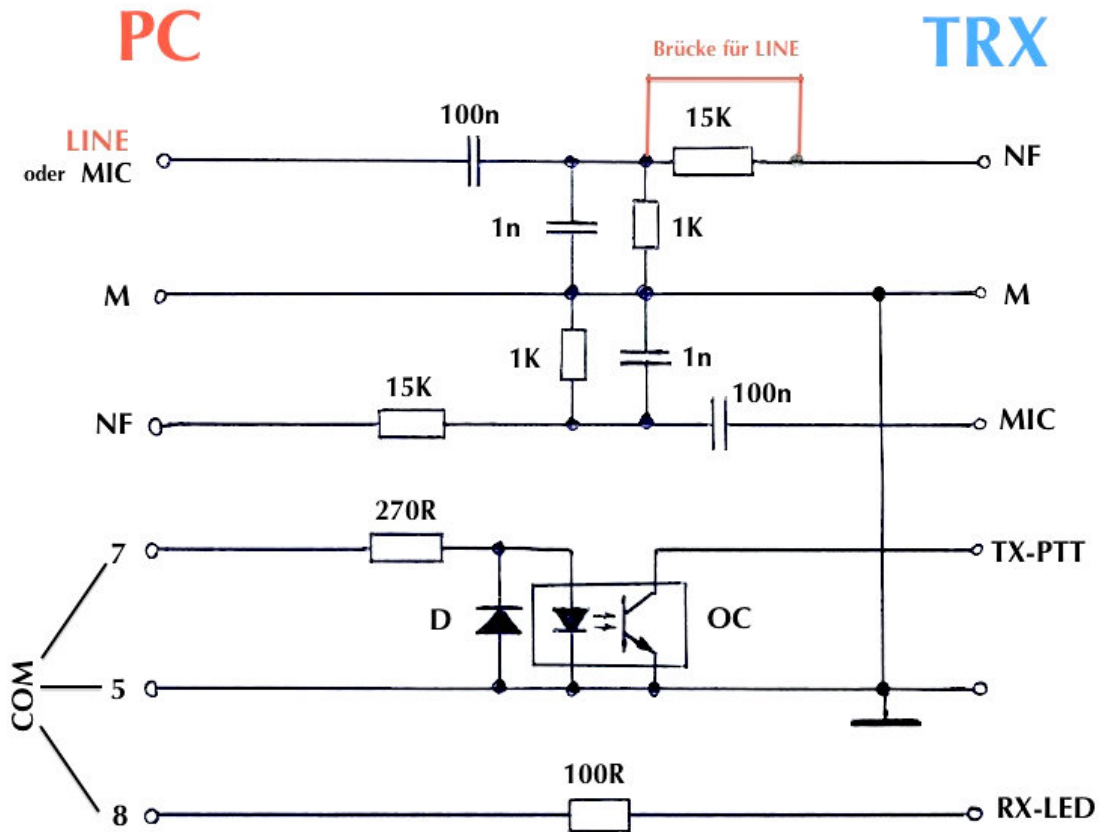 PC
TRX
Brücke für LINE
100n
15K
LINE
oder MIC
NF
1n
1K
M
M
1K
1n
15K
100n
NF
MIC
270R
7
TX-PTT
D
OC
COM
5
100R
8
RX-LED